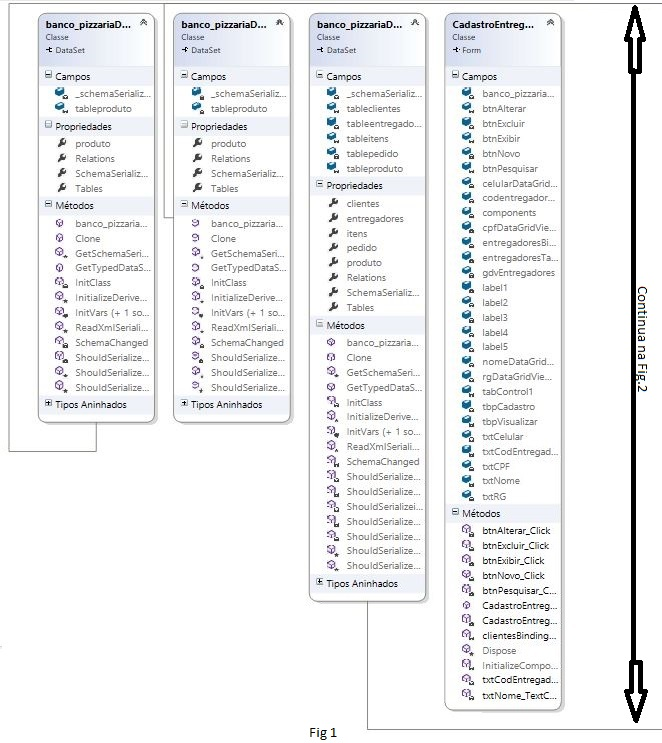 banco_pizzariaD...
Classe
DataSet
Campos
_schemaSerializ...
tableproduto
Propriedades
produto
Relations
SchemaSerializ...
Tables
Métodos
banco_pizzaria...
Clone
GetSchemaSeri...
GetTypedDataS...
InitClass
InitializeDerive...
InitVars (+ 1 so...
ReadXmlSeriali...
SchemaChanged
ShouldSerialize...
ShouldSerialize...
ShouldSerialize...
Tipos Aninhados
banco_pizzariaD...
Classe
DataSet
Campos
_schemaSerializ...
tableproduto
Propriedades
produto
Relations
SchemaSerializ...
Tables
Métodos
banco_pizzaria...
Clone
GetSchemaSeri...
GetTypedDataS...
InitClass
InitializeDerive...
InitVars (+ 1 so...
ReadXmlSeriali...
SchemaChanged
ShouldSerialize...
ShouldSerialize...
ShouldSerialize...
Tipos Aninhados
banco_pizzariaD...
Classe
DataSet
Campos
_schemaSerializ...
tableclientes
tableentregado...
tableitens
tablepedido
tableproduto
Propriedades
clientes
entregadores
itens
pedido
produto
Relations
SchemaSerializ...
Tables
Métodos
banco_pizzaria...
Clone
GetSchemaSeri...
GetTypedDataS...
InitClass
InitializeDerive...
InitVars (+ 1 so...
ReadXmlSeriali...
SchemaChanged
ShouldSerialize...
ShouldSerializei...
ShouldSerialize...
ShouldSerialize...
ShouldSerialize...
ShouldSerialize...
ShouldSerialize...
Tipos Aninhados
CadastroEntreg...
Classe
Form
Campos
banco_pizzaria...
btnAlterar
btnExcluir
btnExibir
btnNovo
btnPesquisar
celularDataGrid...
codentregador...
components
cpfDataGridVie...
entregadoresBi...
entregadoresTa...
gdvEntregadores
label1
label2
label3
label4
label5
nomeDataGrid...
rgDataGridVie...
tabControl1
tbpCadastro
tbpVisualizar
txtCelular
txtCodEntregad...
txtCPF
txtNome
txtRG
Métodos
btnAlterar_Click
btnExcluir_Click
btnExibir_Click
btnNovo_Click
btnPesquisar_C...
CadastroEntreg...
CadastroEntreg...
clientesBinding...
Dispose
InitializeCompo...
txtCodEntregad...
txtNome_TextC...
Continua na Fig.2
Fig 1